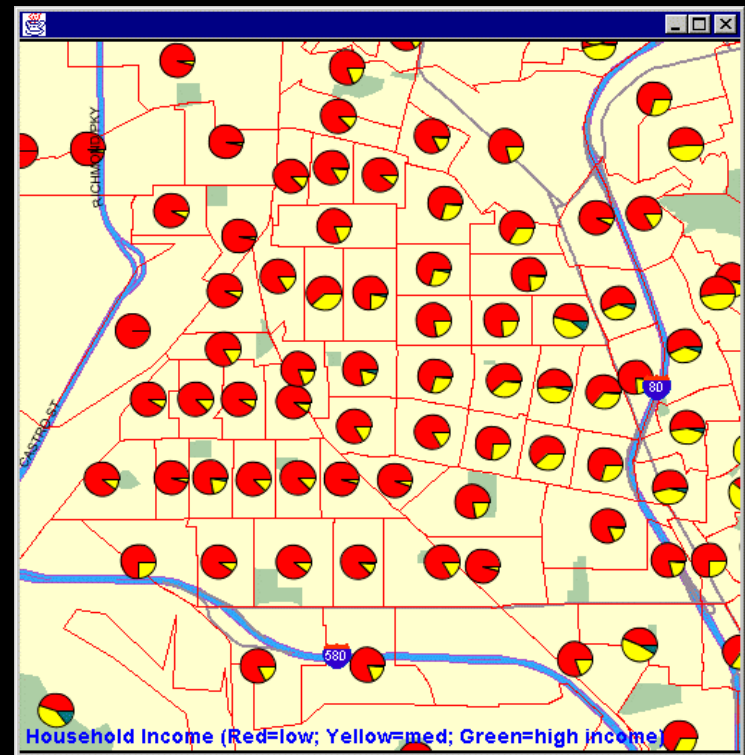 RICHMOND PKY
CASTRO ST
80
580
Household Income (Red=low; Yellow=med; Green=high income)